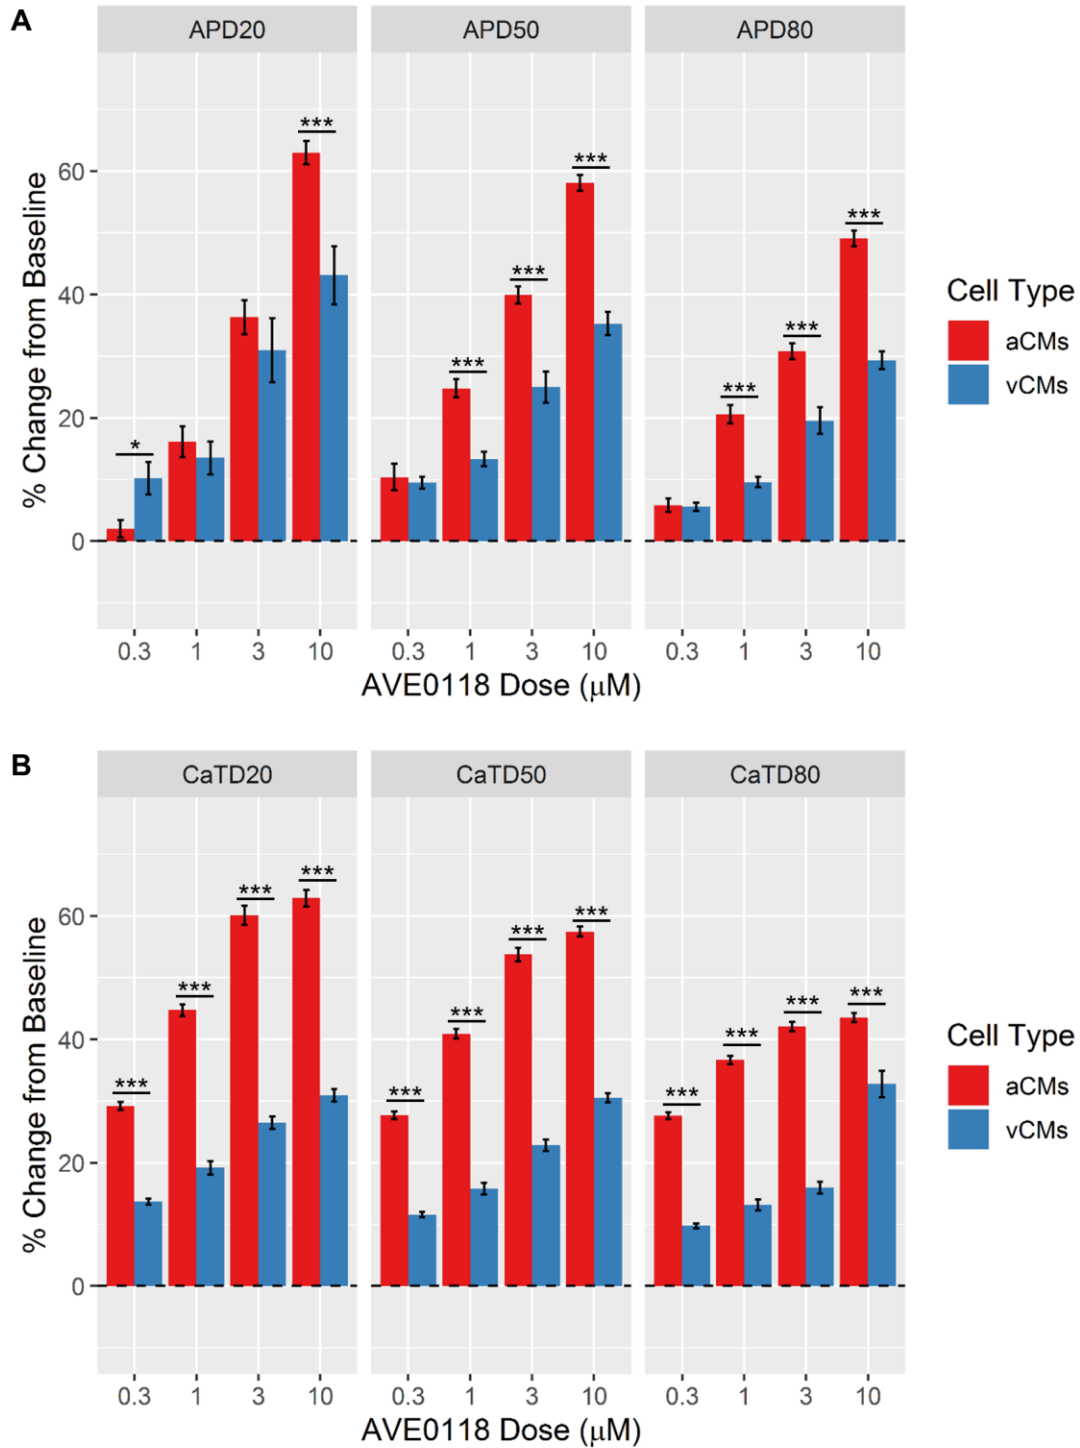 A
APD20 APD50 APD80
***
***
***
***
***
*
***
***
% Change from Baseline
60
40
20
0
0.3 1 3 10 0.3 1 3 10 0.3 1 3 10
AVE0118 Dose (μM)
Cell Type
aCMs
vCMs
B
CaTD20 CaTD50 CaTD80
***
***
***
***
***
***
***
***
***
***
***
***
% Change from Baseline
60
40
20
0
0.3 1 3 10 0.3 1 3 10 0.3 1 3 10
AVE0118 Dose (μM)
Cell Type
aCMs
vCMs